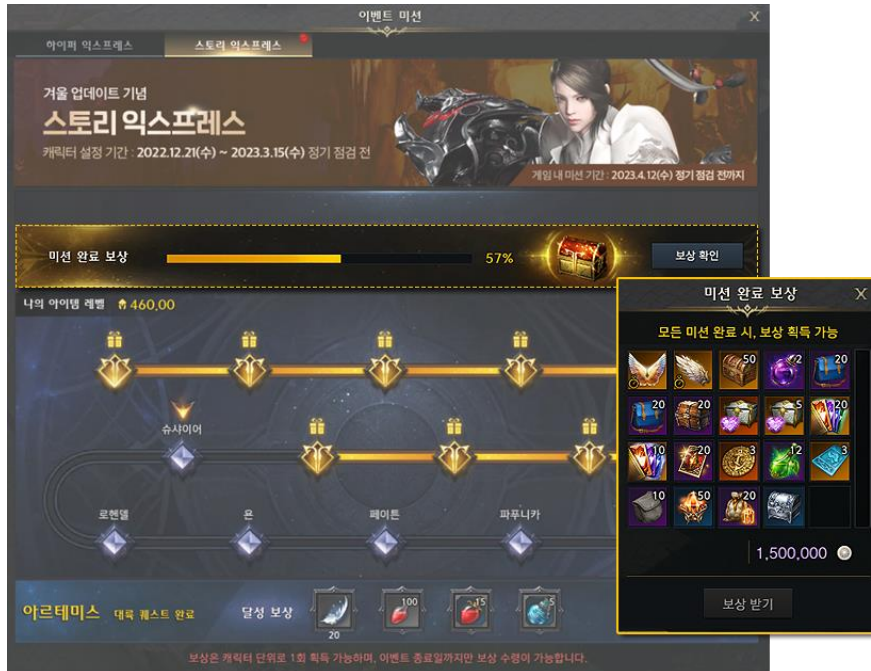 이벤트 미션
X
하이퍼 익스프레스
스토리 익스프레스
겨울 업데이트 기념
스토리 익스프레스
캐릭터 설정 기간 : 2022.12.21(수) ~ 2023.3.15(수) 정기 점검 전
게임 내 미션 기간 : 2023.4.12(수) 정기 점검 전까지
미션 완료 보상
57%
보상 확인
나의 아이템 레벨
460,00
미션 완료 보상
X
모든 미션 완료 시, 보상 획득 가능
50 2 20
20 20 5 5 20
10 20 3 12 3
10 50 20
1,500,000
보상 받기
슈샤이어
로헨델
욘
페이튼
파푸니카
아르테미스
대륙 퀘스트 완료
달성 보상
20
100
15
5
보상은 캐릭터 단위로 1회 획득 가능하며, 이벤트 종료일까지만 보상 수령이 가능합니다.